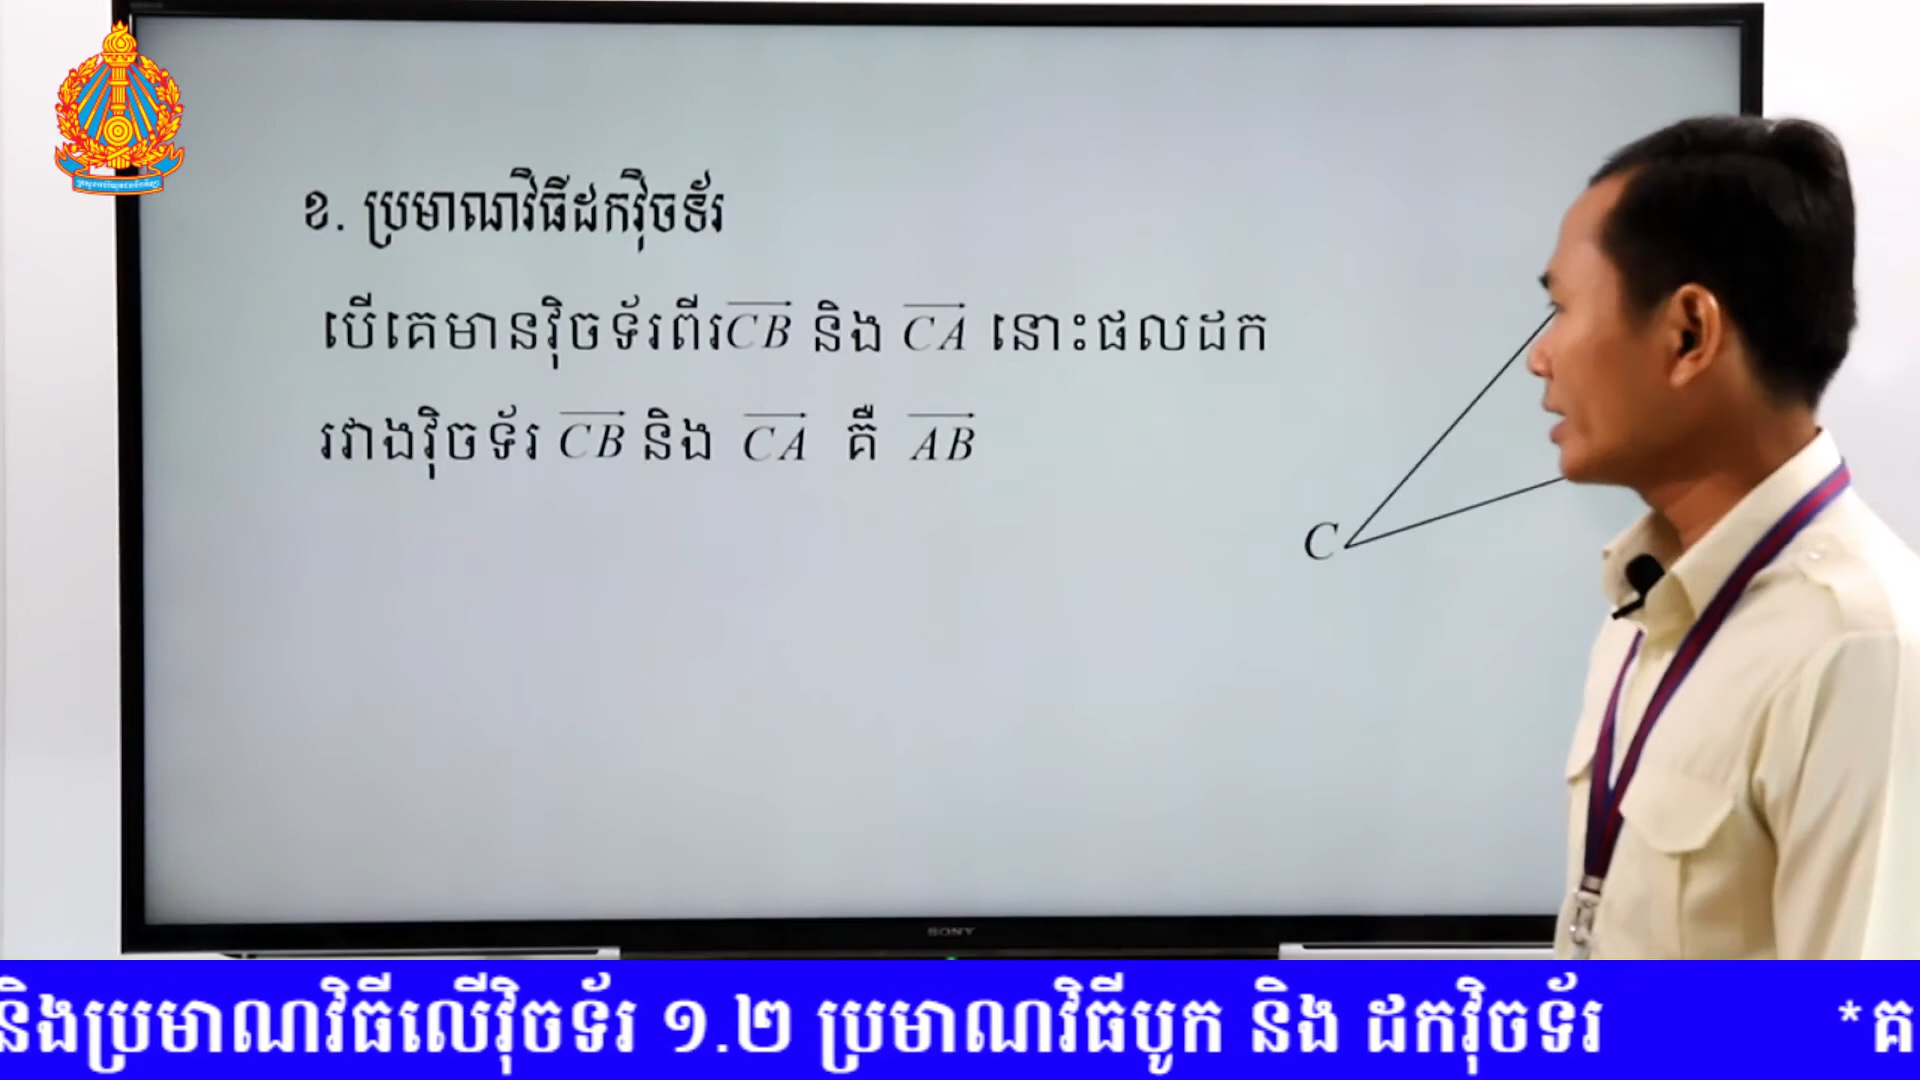 ខ. ប្រមាណវិធីដកវ៉ិចទ័រ
បើគេមានវ៉ិចទ័រពីរ CB និង CA នោះផលដក
រវាងវ៉ិចទ័រ CB និង CA គឺ AB
C
SONY
និងប្រមាណវិធីលើវ៉ិចទ័រ ១.២ ប្រមាណវិធីបូក និង ដកវ៉ិចទ័រ *គ